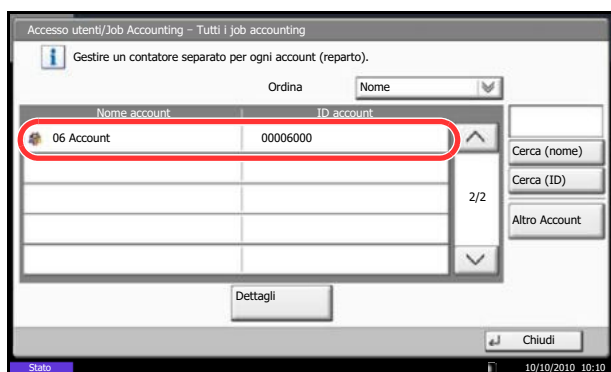 Accesso utenti/Job Accounting – Tutti i job accounting
Gestire un contatore separato per ogni account (reparto).
Ordina Nome
Nome account ID account
06 Account 00006000
Cerca (nome)
Cerca (ID)
2/2
Altro Account
Dettagli
Chiudi
Stato 10/10/2010 10:10